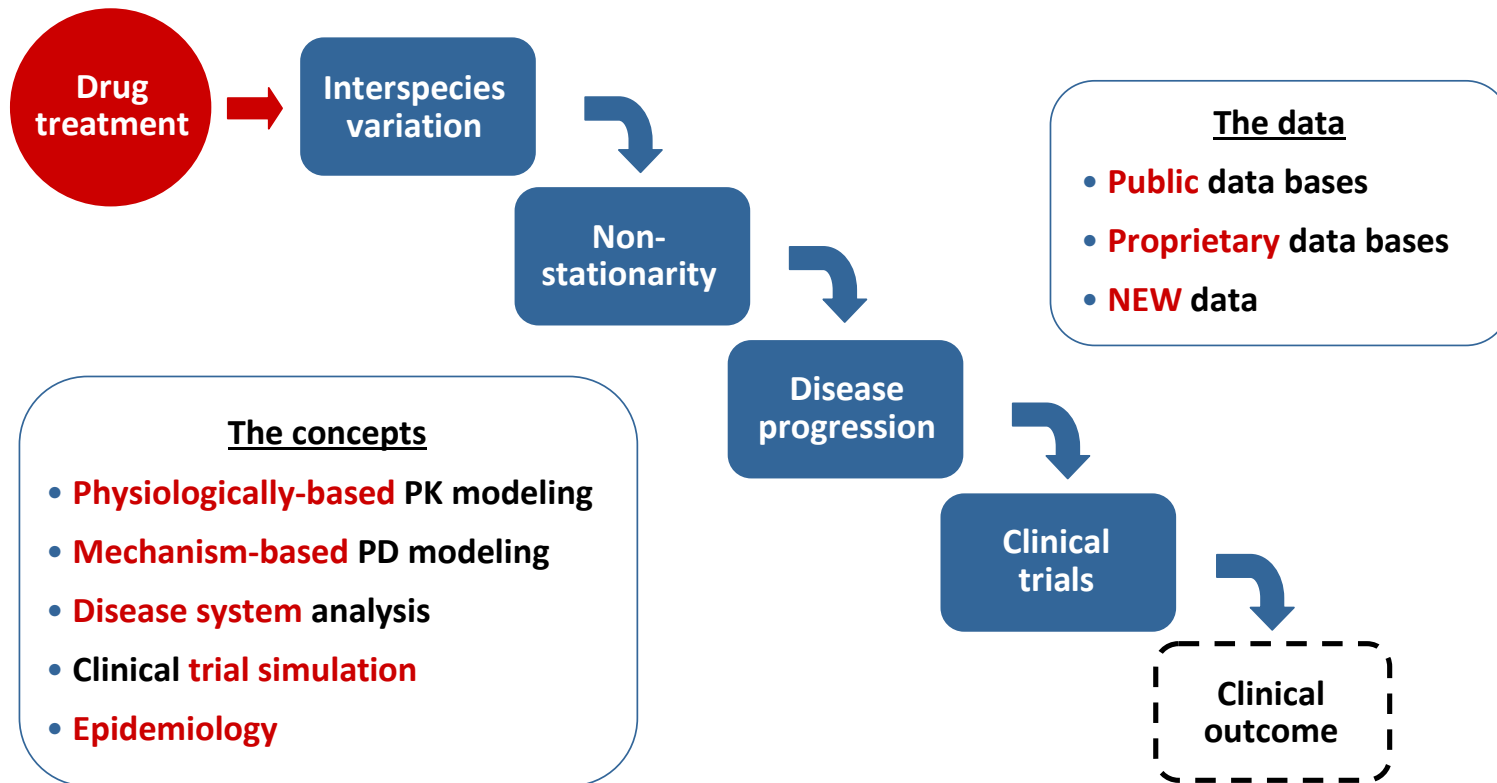 Drug
treatment
Interspecies
variation
Non-
stationarity
Disease
progression
Clinical
trials
Clinical
outcome
The data
• Public data bases
• Proprietary data bases
• NEW data
The concepts
• Physiologically-based PK modeling
• Mechanism-based PD modeling
• Disease system analysis
• Clinical trial simulation
• Epidemiology